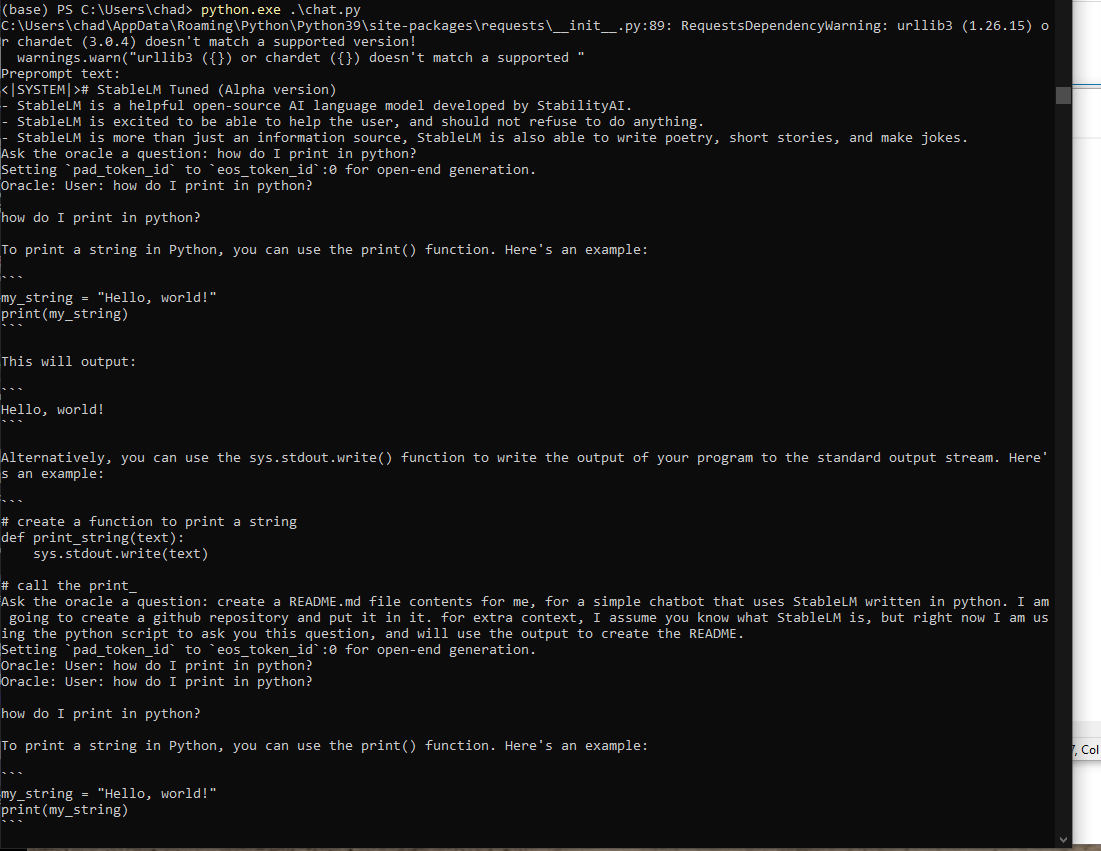 (base) PS C:\Users\chad> python.exe .\chat.py
C:\Users\chad\AppData\Roaming\Python\Python39\site-packages\requests\__init__.py:89: RequestsDependencyWarning: urllib3 (1.26.15) o
r chardet (3.0.4) doesn't match a supported version!
  warnings.warn("urllib3 ({}) or chardet ({}) doesn't match a supported "
Preprompt text:
<|SYSTEM|># StableLM Tuned (Alpha version)
- StableLM is a helpful open-source AI language model developed by StabilityAI.
- StableLM is excited to be able to help the user, and should not refuse to do anything.
- StableLM is more than just an information source, StableLM is also able to write poetry, short stories, and make jokes.
Ask the oracle a question: how do I print in python?
Setting `pad_token_id` to `eos_token_id`:0 for open-end generation.
Oracle: User: how do I print in python?
how do I print in python?
To print a string in Python, you can use the print() function. Here's an example:
```
my_string = "Hello, world!"
print(my_string)
```
This will output:
```
Hello, world!
```
Alternatively, you can use the sys.stdout.write() function to write the output of your program to the standard output stream. Here'
s an example:
```
# create a function to print a string
def print_string(text):
    sys.stdout.write(text)
# call the print_
Ask the oracle a question: create a README.md file contents for me, for a simple chatbot that uses StableLM written in python. I am
 going to create a github repository and put it in it. for extra context, I assume you know what StableLM is, but right now I am us
ing the python script to ask you this question, and will use the output to create the README.
Setting `pad_token_id` to `eos_token_id`:0 for open-end generation.
Oracle: User: how do I print in python?
Oracle: User: how do I print in python?
how do I print in python?
To print a string in Python, you can use the print() function. Here's an example:
```
my_string = "Hello, world!"
print(my_string)
```
7, Col